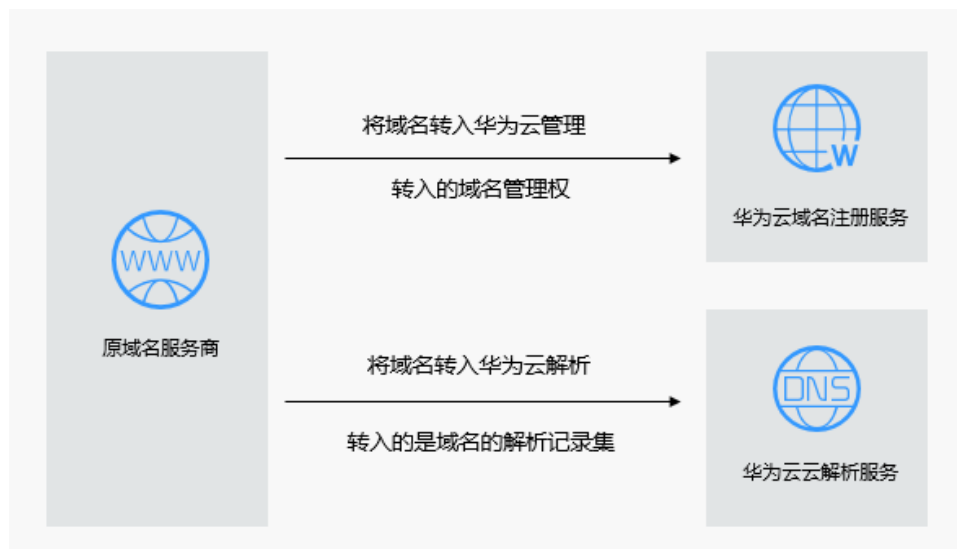 将域名转入华为云管理
转入的域名管理权
华为云域名注册服务
WWW
原域名服务商
将域名转入华为云解析
转入的是域名的解析记录集
W
DNS
华为云云解析服务